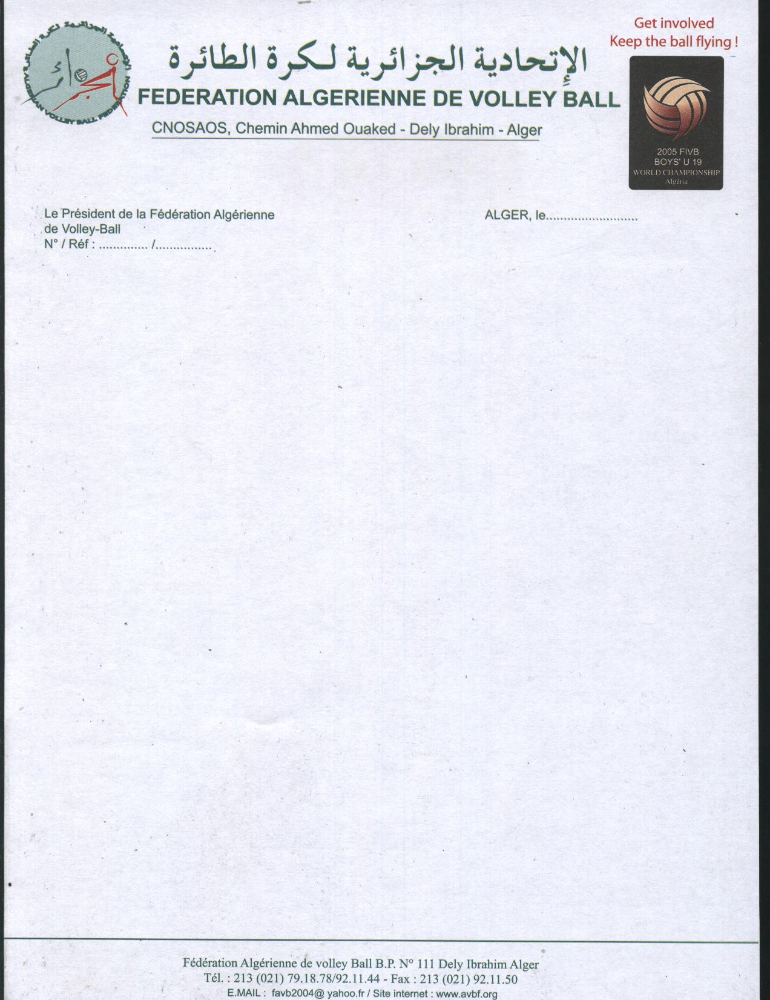 Get involved
Keep the ball flying !
الإتحادية الجزائرية لكرة الطائرة
FEDERATION ALGERIENNE DE VOLLEY BALL
CNOSAOS, Chemin Ahmed Ouaked - Dely Ibrahim - Alger
الإتحادية الجزائرية لكرة الطائرة
ALGERIAN VOLLEY BALL FEDERATION
2005 FIVB
BOYS' U 19
WORLD CHAMPIONSHIP
Algéria
Le Président de la Fédération Algérienne
de Volley-Ball
N° / Réf : .............. /................
ALGER, le..........................
Fédération Algérienne de volley Ball B.P. N° 111 Dely Ibrahim Alger
Tél. : 213 (021) 79.18.78/92.11.44 - Fax : 213 (021) 92.11.50
E.MAIL : favb2004@ yahoo.fr / Site internet : www.avbf.org